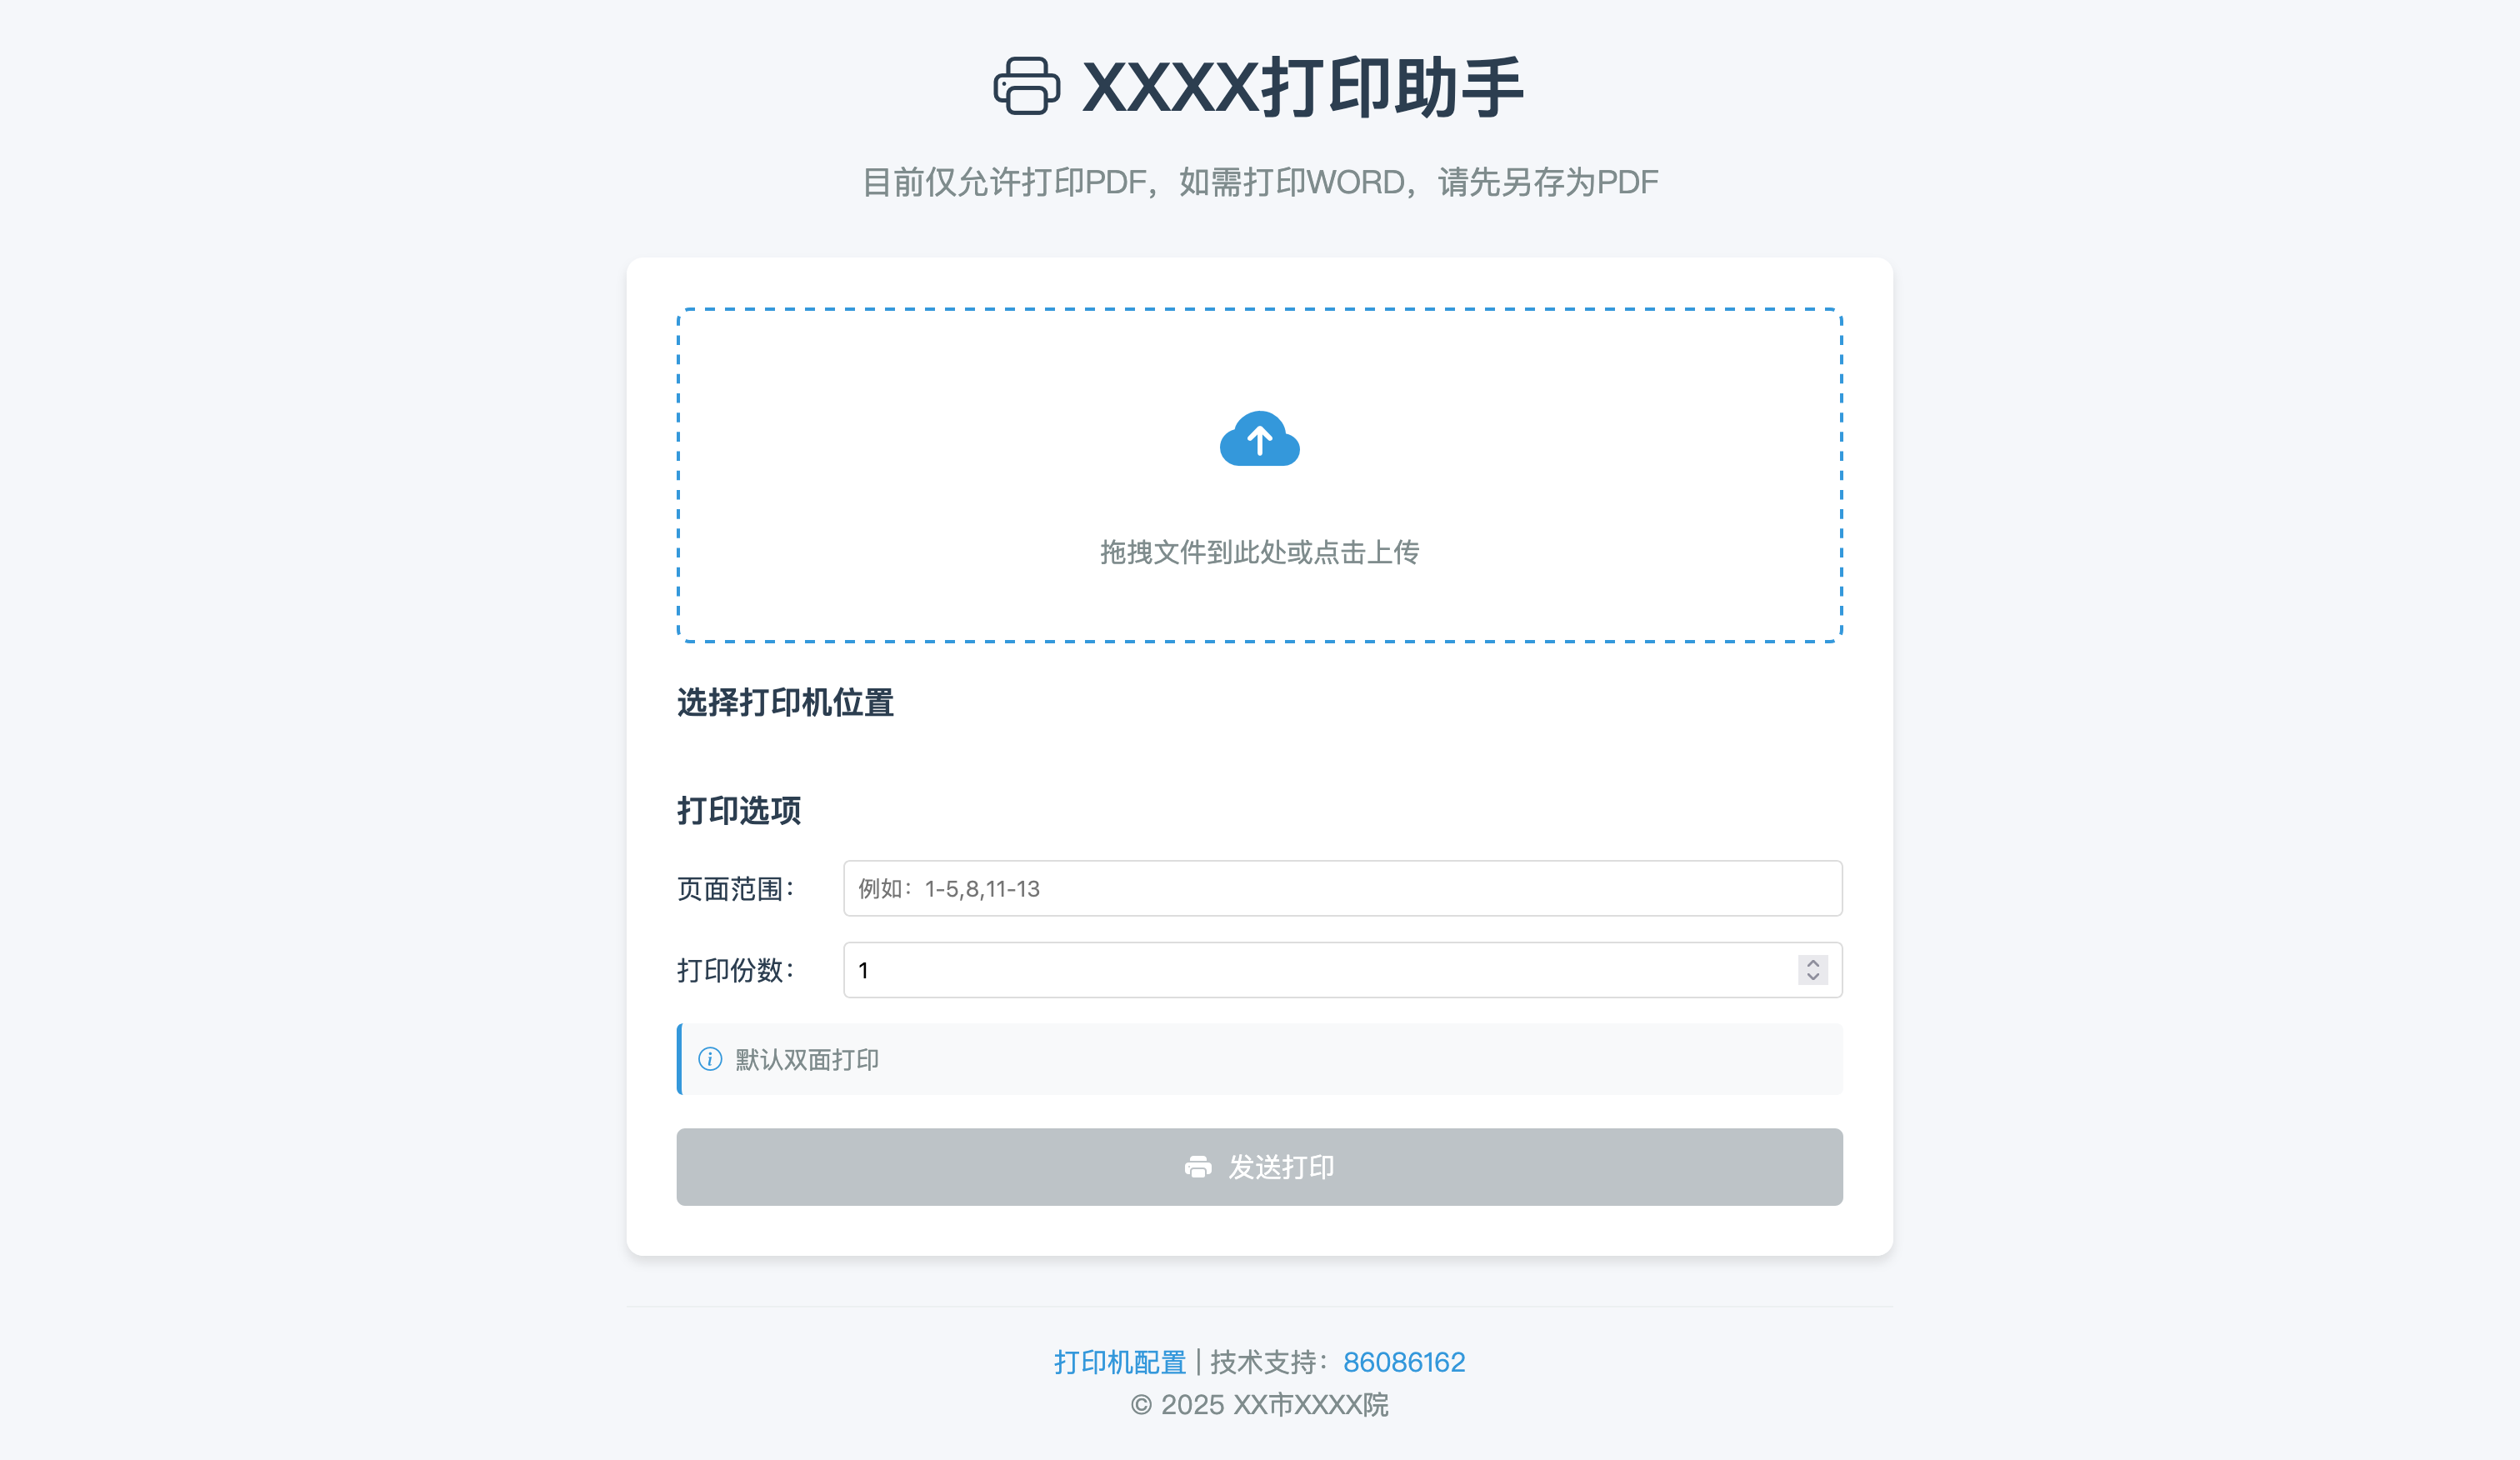 XXXX打印助手
目前仅允许打印PDF，如需打印WORD，请先另存为PDF
拖拽文件到此处或点击上传
选择打印机位置
打印选项
页面范围： 例如：1-5,8,11-13
打印份数： 1
默认双面打印
发送打印
打印机配置 | 技术支持：86086162
© 2025 XX市XXXX院